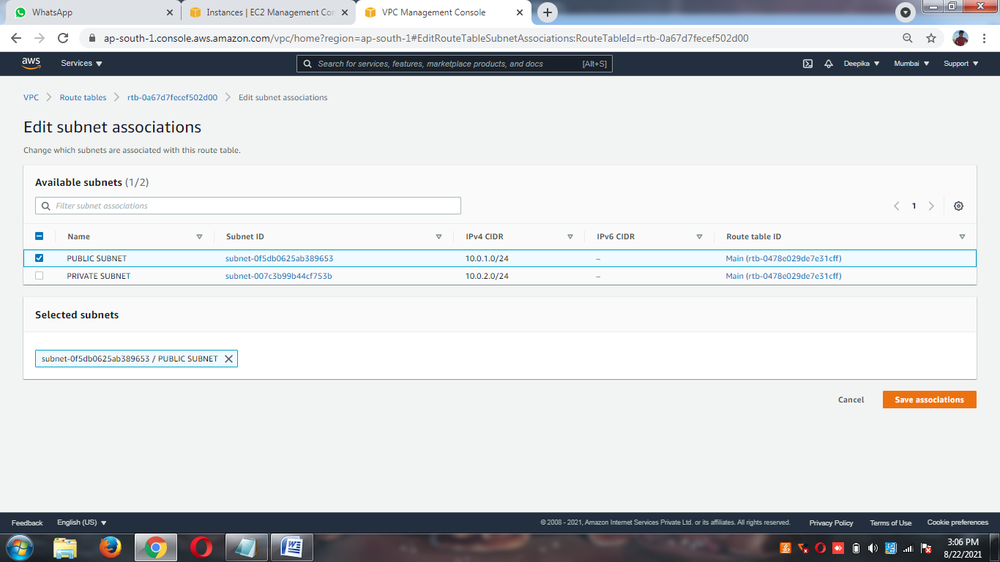 WhatsApp
Instances | EC2 Management Cor
VPC Management Console
ap-south-1.console.aws.amazon.com/vpc/home?region=ap-south-1#EditRouteTableSubnetAssociations:RouteTableId=rtb-0a67d7fecef502d00
aws Services Search for services, features, marketplace products, and docs [Alt+S] Deepika Mumbai Support
VPC Route tables rtb-0a67d7fecef502d00 Edit subnet associations
Edit subnet associations
Change which subnets are associated with this route table.
Available subnets (1/2)
Filter subnet associations 1
Name Subnet ID IPv4 CIDR IPv6 CIDR Route table ID
PUBLIC SUBNET subnet-0f5db0625ab389653 10.0.1.0/24 – Main (rtb-0478e029de7e31cff)
PRIVATE SUBNET subnet-007c3b99b44cf753b 10.0.2.0/24 – Main (rtb-0478e029de7e31cff)
Selected subnets
subnet-0f5db0625ab389653 / PUBLIC SUBNET
Cancel Save associations
Feedback English (US) © 2008 - 2021, Amazon Internet Services Private Ltd. or its affiliates. All rights reserved. Privacy Policy Terms of Use Cookie preferences
3:06 PM
8/22/2021